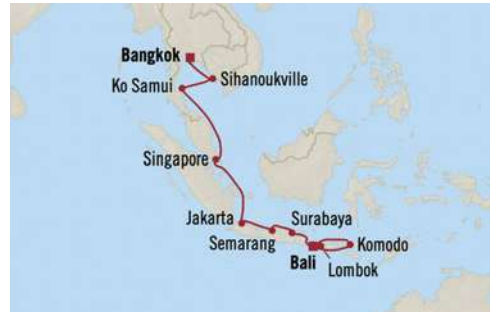 Bangkok
Sihanoukville
Ko Samui
Singapore
Jakarta
Surabaya
Semarang
Komodo
Bali
Lombok